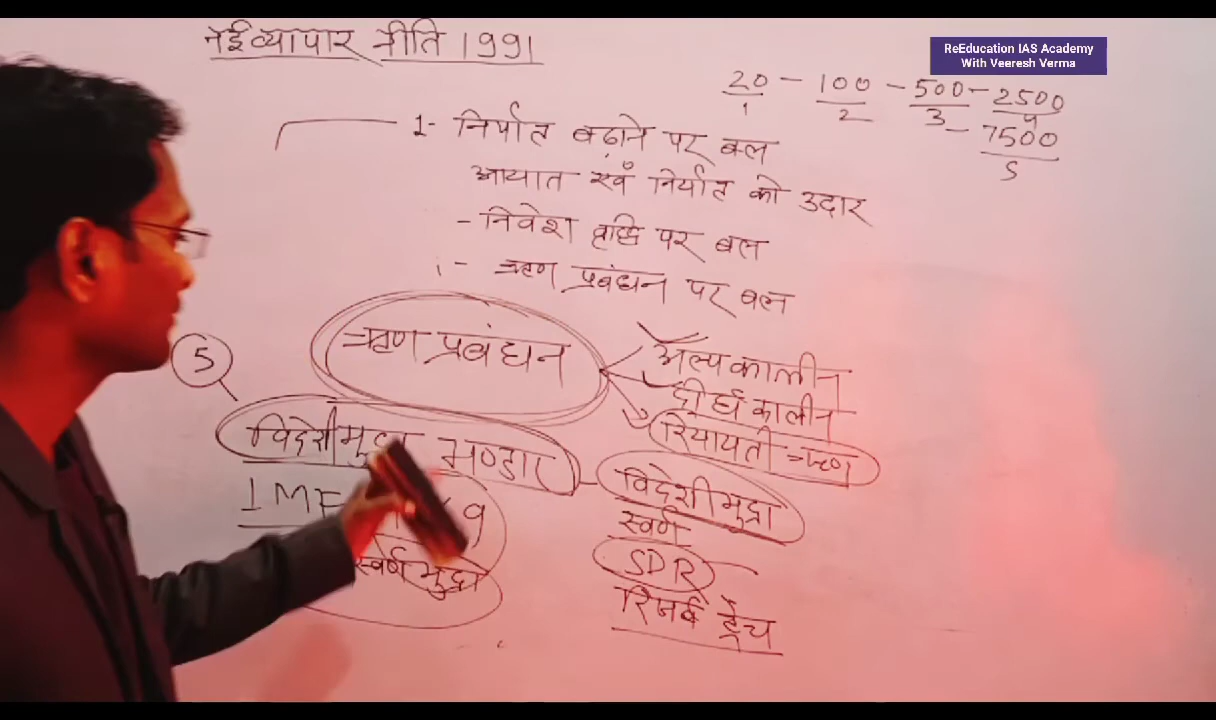 नई व्यापार नीति 1991
ReEducation IAS Academy
With Veeresh Verma
20 - 100 - 500 - 2500
1 2 3 4
- 7500
5
1- निर्यात बढ़ाने पर बल
आयात एवं निर्यात को उदार
- निवेश वृद्धि पर बल
- ऋण प्रबंधन पर बल
ऋण प्रबंधन
अल्पकालीन
दीर्घकालीन
रियायती ऋण
5
विदेशी मुद्रा भण्डार
विदेशी मुद्रा
स्वर्ण
SDR
रिजर्व ट्रेंच
IMF
स्वर्ण मुद्रा